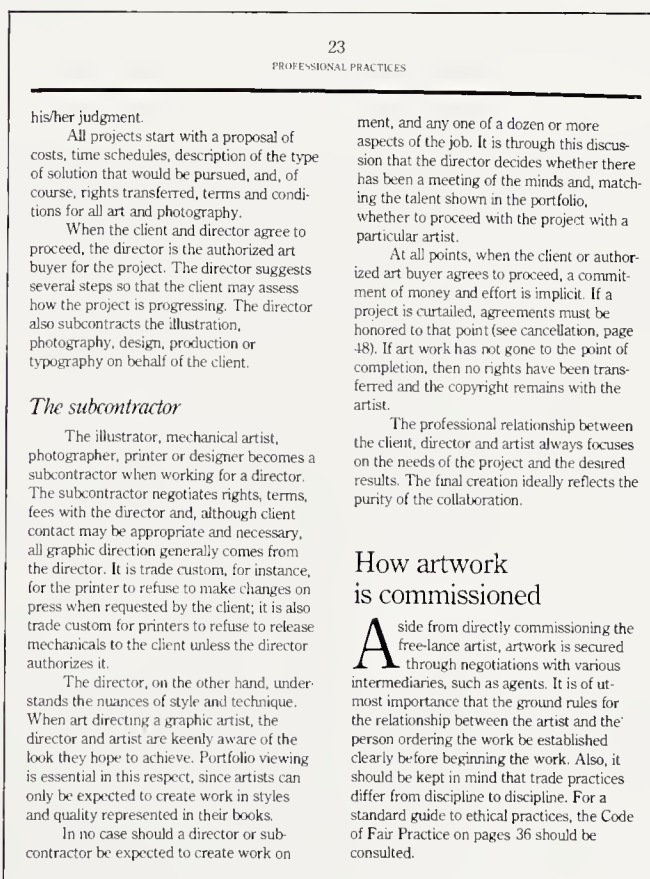 23
PROFESSIONAL PRACTICES
his/her judgment.
All projects start with a proposal of
costs, time schedules, description of the type
of solution that would be pursued, and, of
course, rights transferred, terms and condi-
tions for all art and photography.
When the client and director agree to
proceed, the director is the authorized art
buyer for the project. The director suggests
several steps so that the client may assess
how the project is progressing. The director
also subcontracts the illustration,
photography, design, production or
typography on behalf of the client.
The subcontractor
The illustrator, mechanical artist,
photographer, printer or designer becomes a
subcontractor when working for a director.
The subcontractor negotiates rights, terms,
fees with the director and, although client
contact may be appropriate and necessary,
all graphic direction generally comes from
the director. It is trade custom, for instance,
for the printer to refuse to make changes on
press when requested by the client; it is also
trade custom for printers to refuse to release
mechanicals to the client unless the director
authorizes it.
The director, on the other hand, under-
stands the nuances of style and technique.
When art directing a graphic artist, the
director and artist are keenly aware of the
look they hope to achieve. Portfolio viewing
is essential in this respect, since artists can
only be expected to create work in styles
and quality represented in their books.
In no case should a director or sub-
contractor be expected to create work on
ment, and any one of a dozen or more
aspects of the job. It is through this discus-
sion that the director decides whether there
has been a meeting of the minds and, match-
ing the talent shown in the portfolio,
whether to proceed with the project with a
particular artist.
At all points, when the client or author-
ized art buyer agrees to proceed, a commit-
ment of money and effort is implicit. If a
project is curtailed, agreements must be
honored to that point (see cancellation, page
48). If art work has not gone to the point of
completion, then no rights have been trans-
ferred and the copyright remains with the
artist.
The professional relationship between
the client, director and artist always focuses
on the needs of the project and the desired
results. The final creation ideally reflects the
purity of the collaboration.
How artwork
is commissioned
Aside from directly commissioning the
free-lance artist, artwork is secured
through negotiations with various
intermediaries, such as agents. It is of ut-
most importance that the ground rules for
the relationship between the artist and the
person ordering the work be established
clearly before beginning the work. Also, it
should be kept in mind that trade practices
differ from discipline to discipline. For a
standard guide to ethical practices, the Code
of Fair Practice on pages 36 should be
consulted.